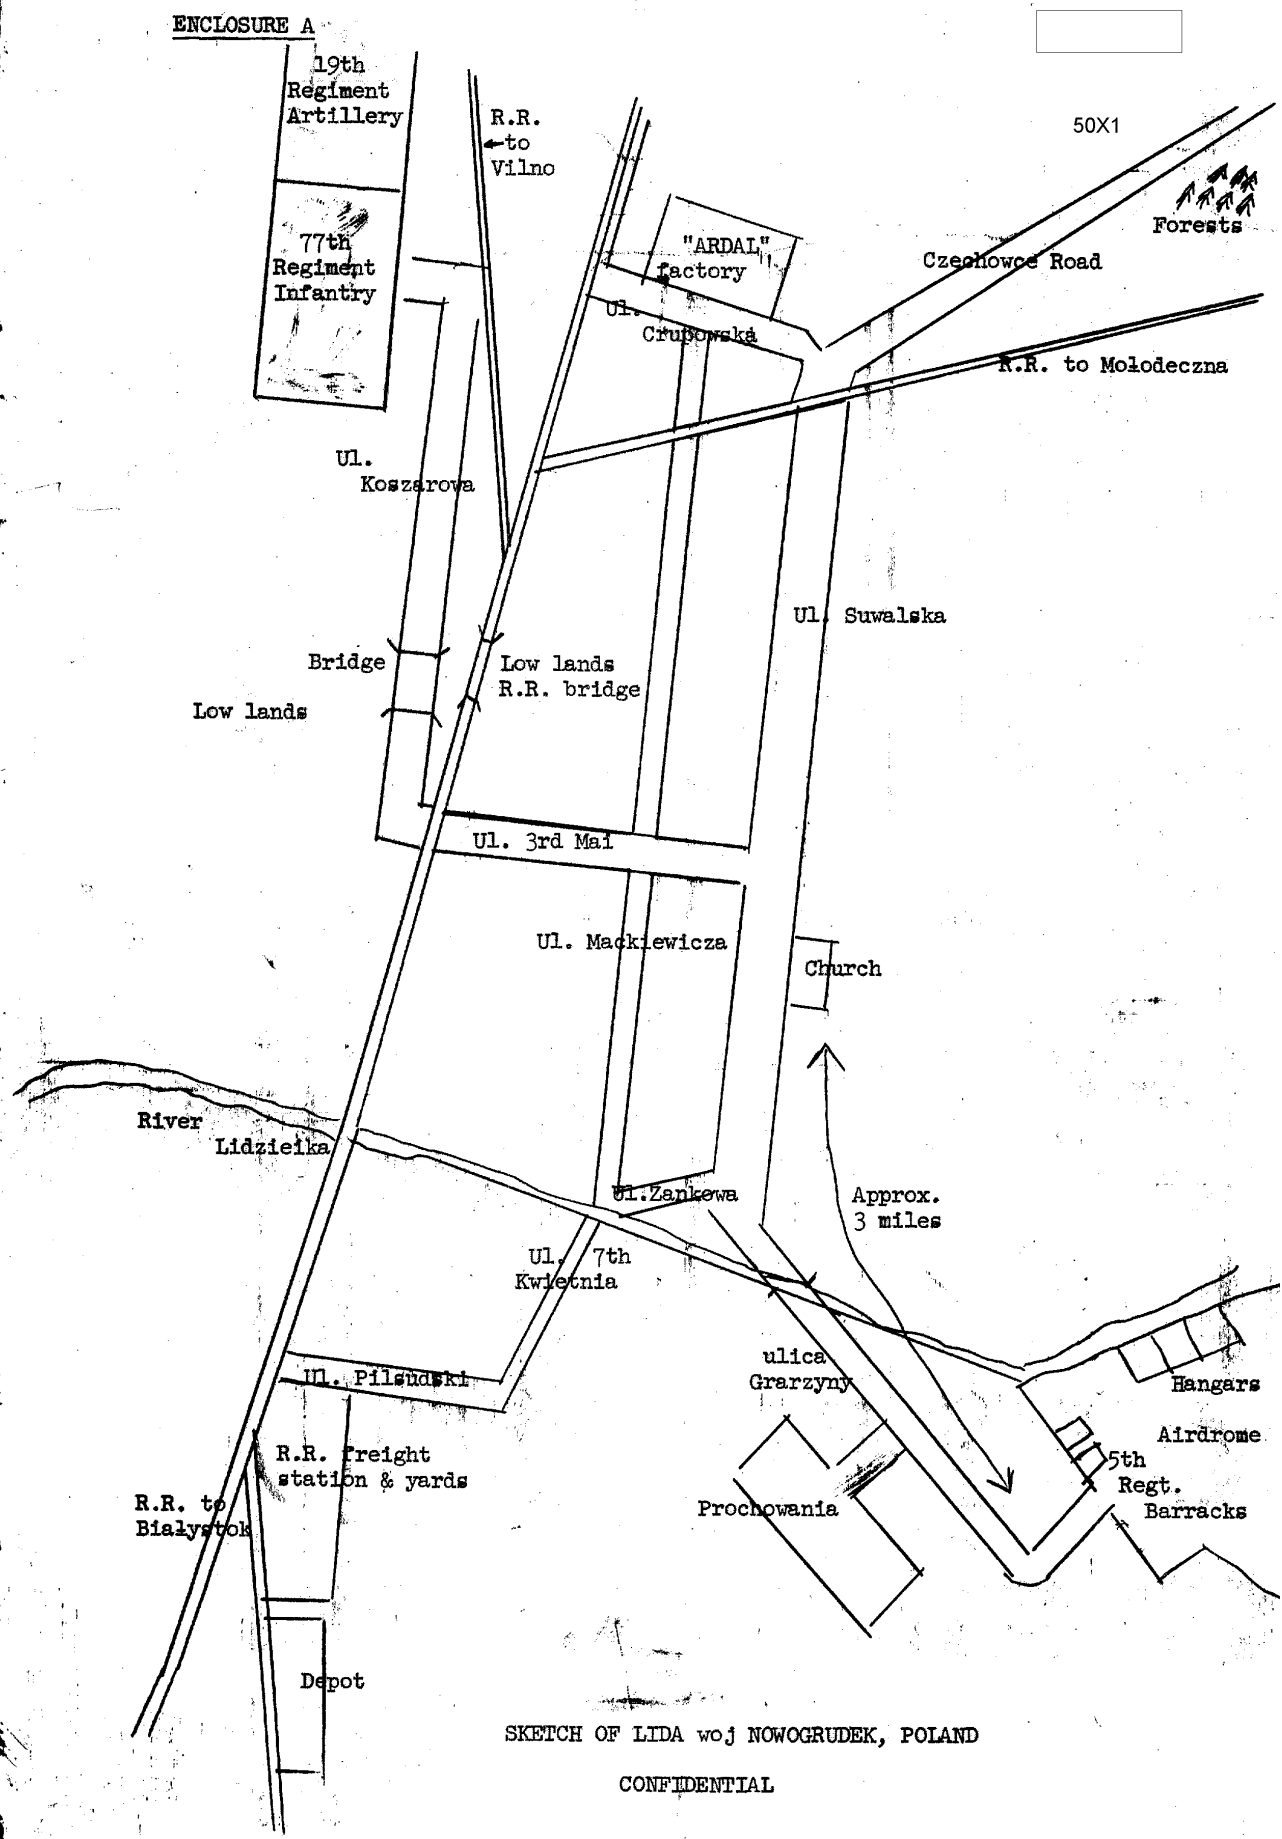 ENCLOSURE A
19th
Regiment
Artillery
R.R.
to
Vilno
50X1
Forests
77th
Regiment
Infantry
"ARDAL"
factory
Czechowce Road
Ul.
Crupowska
R.R. to Mołodeczna
Ul.
Koszarowa
Ul. Suwalska
Bridge
Low lands
R.R. bridge
Low lands
Ul. 3rd Mai
Ul. Mackiewicza
Church
River
Lidzieika
Ul.Zankowa
Approx.
3 miles
Ul. 7th
Kwietnia
ulica
Grarzyny
Ul. Pilsudski
Hangars
Airdrome
R.R. freight
station & yards
5th
Regt.
Barracks
R.R. to
Białystok
Prochowania
Depot
SKETCH OF LIDA woj NOWOGRUDEK, POLAND
CONFIDENTIAL